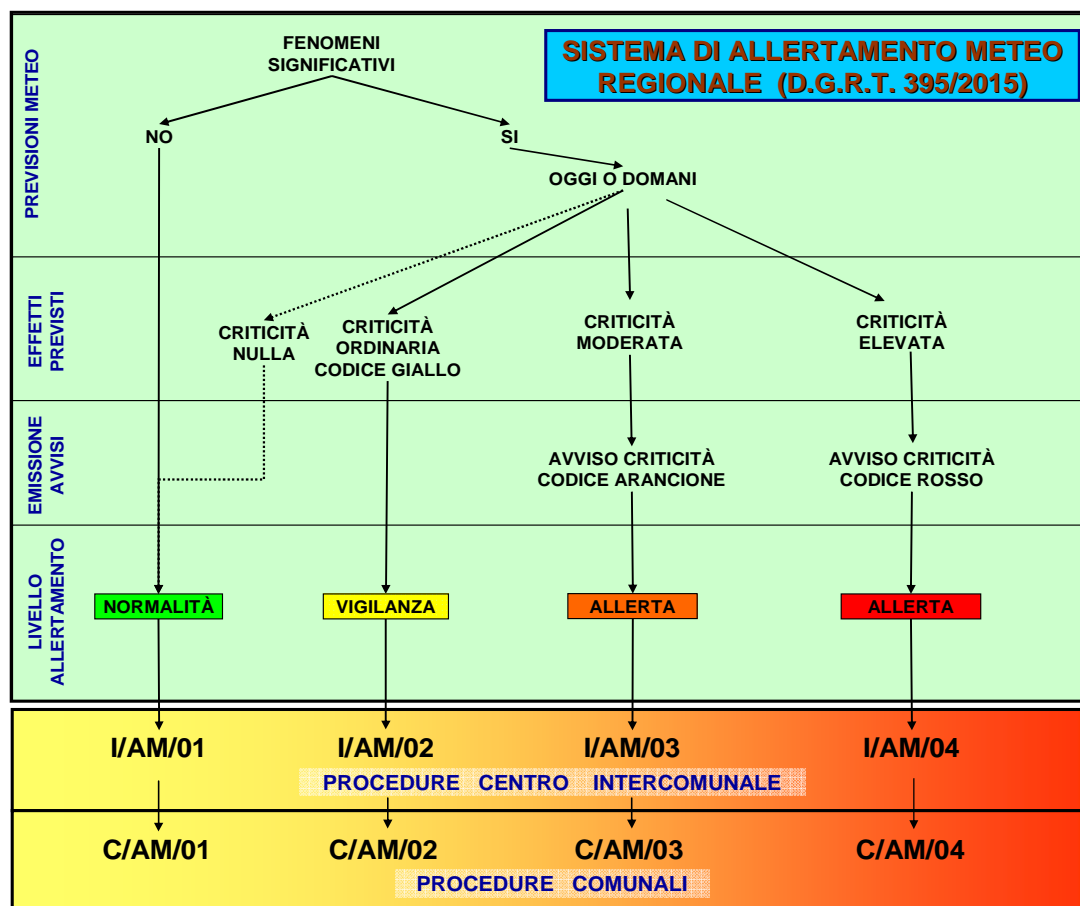 FENOMENI
SIGNIFICATIVI
SISTEMA DI ALLERTAMENTO METEO
REGIONALE (D.G.R.T. 395/2015)
PREVISIONI METEO
NO
SI
OGGI O DOMANI
EFFETTI
PREVISTI
CRITICITÀ
NULLA
CRITICITÀ
ORDINARIA
CODICE GIALLO
CRITICITÀ
MODERATA
CRITICITÀ
ELEVATA
EMISSIONE
AVVISI
AVVISO CRITICITÀ
CODICE ARANCIONE
AVVISO CRITICITÀ
CODICE ROSSO
LIVELLO
ALLERTAMENTO
NORMALITÀ
VIGILANZA
ALLERTA
ALLERTA
I/AM/01
I/AM/02
I/AM/03
I/AM/04
PROCEDURE CENTRO INTERCOMUNALE
C/AM/01
C/AM/02
C/AM/03
C/AM/04
PROCEDURE COMUNALI